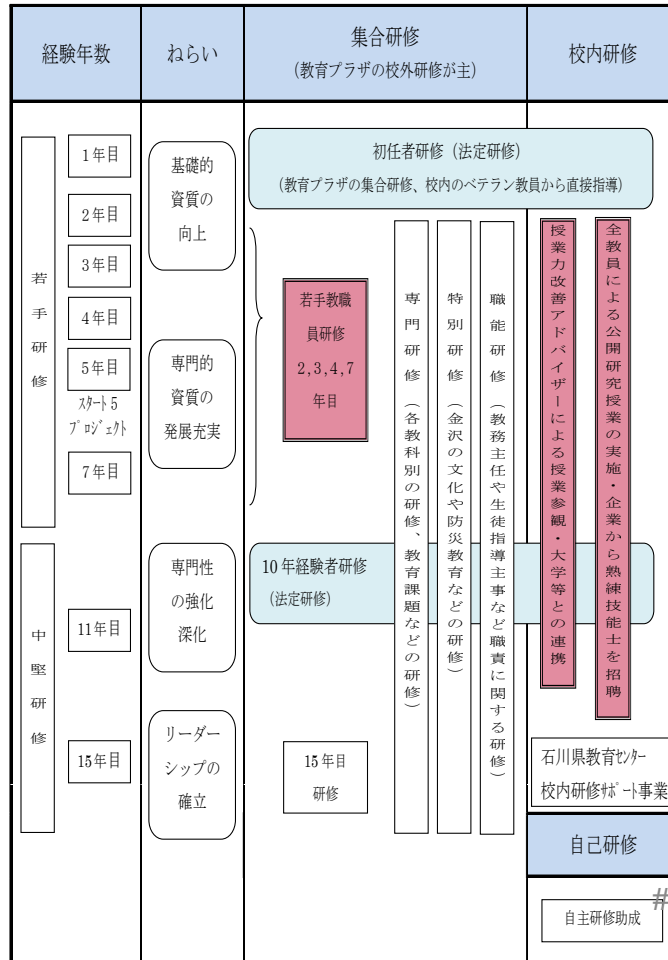 経験年数
ねらい
集合研修
(教育プラザの校外研修が主)
校内研修
若手研修
1年目
2年目
3年目
4年目
5年目
スタート5
プロジェクト
7年目
中堅研修
11年目
15年目
基礎的
資質の
向上
専門的
資質の
発展充実
専門性
の強化
深化
リーダー
シップの
確立
初任者研修(法定研修)
(教育プラザの集合研修、校内のベテラン教員から直接指導)
若手教職
員研修
2,3,4,7
年目
10年経験者研修
(法定研修)
15年目
研修
専門研修(各教科別の研修、教育課題などの研修)
特別研修(金沢の文化や防災教育などの研修)
職能研修(教務主任や生徒指導主事など職責に関する研修)
授業力改善アドバイザーによる授業参観・大学等との連携
全教員による公開研究授業の実施・企業から熟練技能士を招聘
石川県教育センター
校内研修サポート事業
自己研修
自主研修助成
#